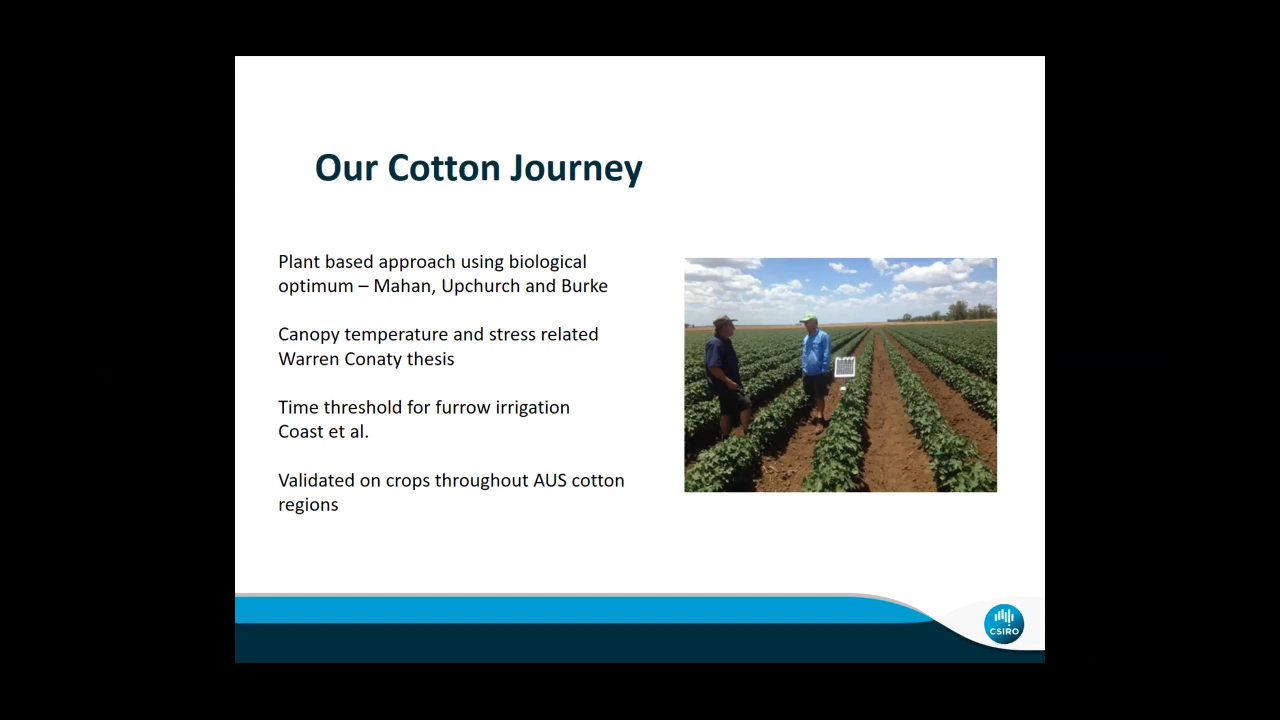 Our Cotton Journey
Plant based approach using biological
optimum – Mahan, Upchurch and Burke
Canopy temperature and stress related
Warren Conaty thesis
Time threshold for furrow irrigation
Coast et al.
Validated on crops throughout AUS cotton
regions
CSIRO